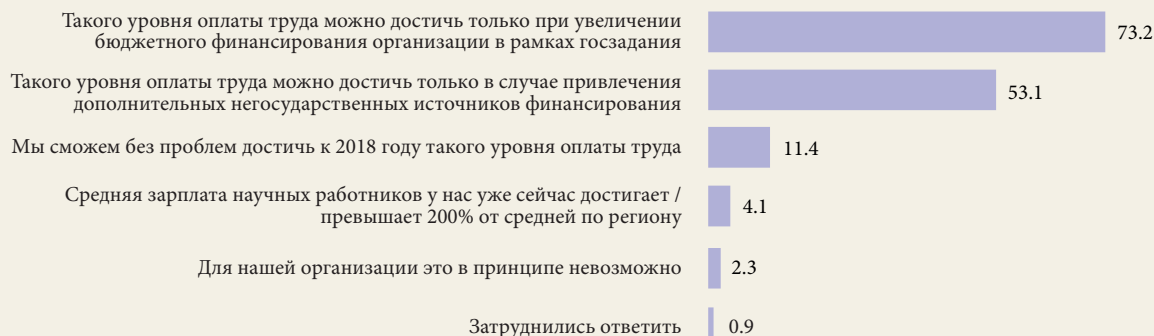 Такого уровня оплаты труда можно достичь только при увеличении
бюджетного финансирования организации в рамках госзадания
73.2
Такого уровня оплаты труда можно достичь только в случае привлечения
дополнительных негосударственных источников финансирования
53.1
Мы сможем без проблем достичь к 2018 году такого уровня оплаты труда
11.4
Средняя зарплата научных работников у нас уже сейчас достигает /
превышает 200% от средней по региону
4.1
Для нашей организации это в принципе невозможно
2.3
Затруднились ответить
0.9